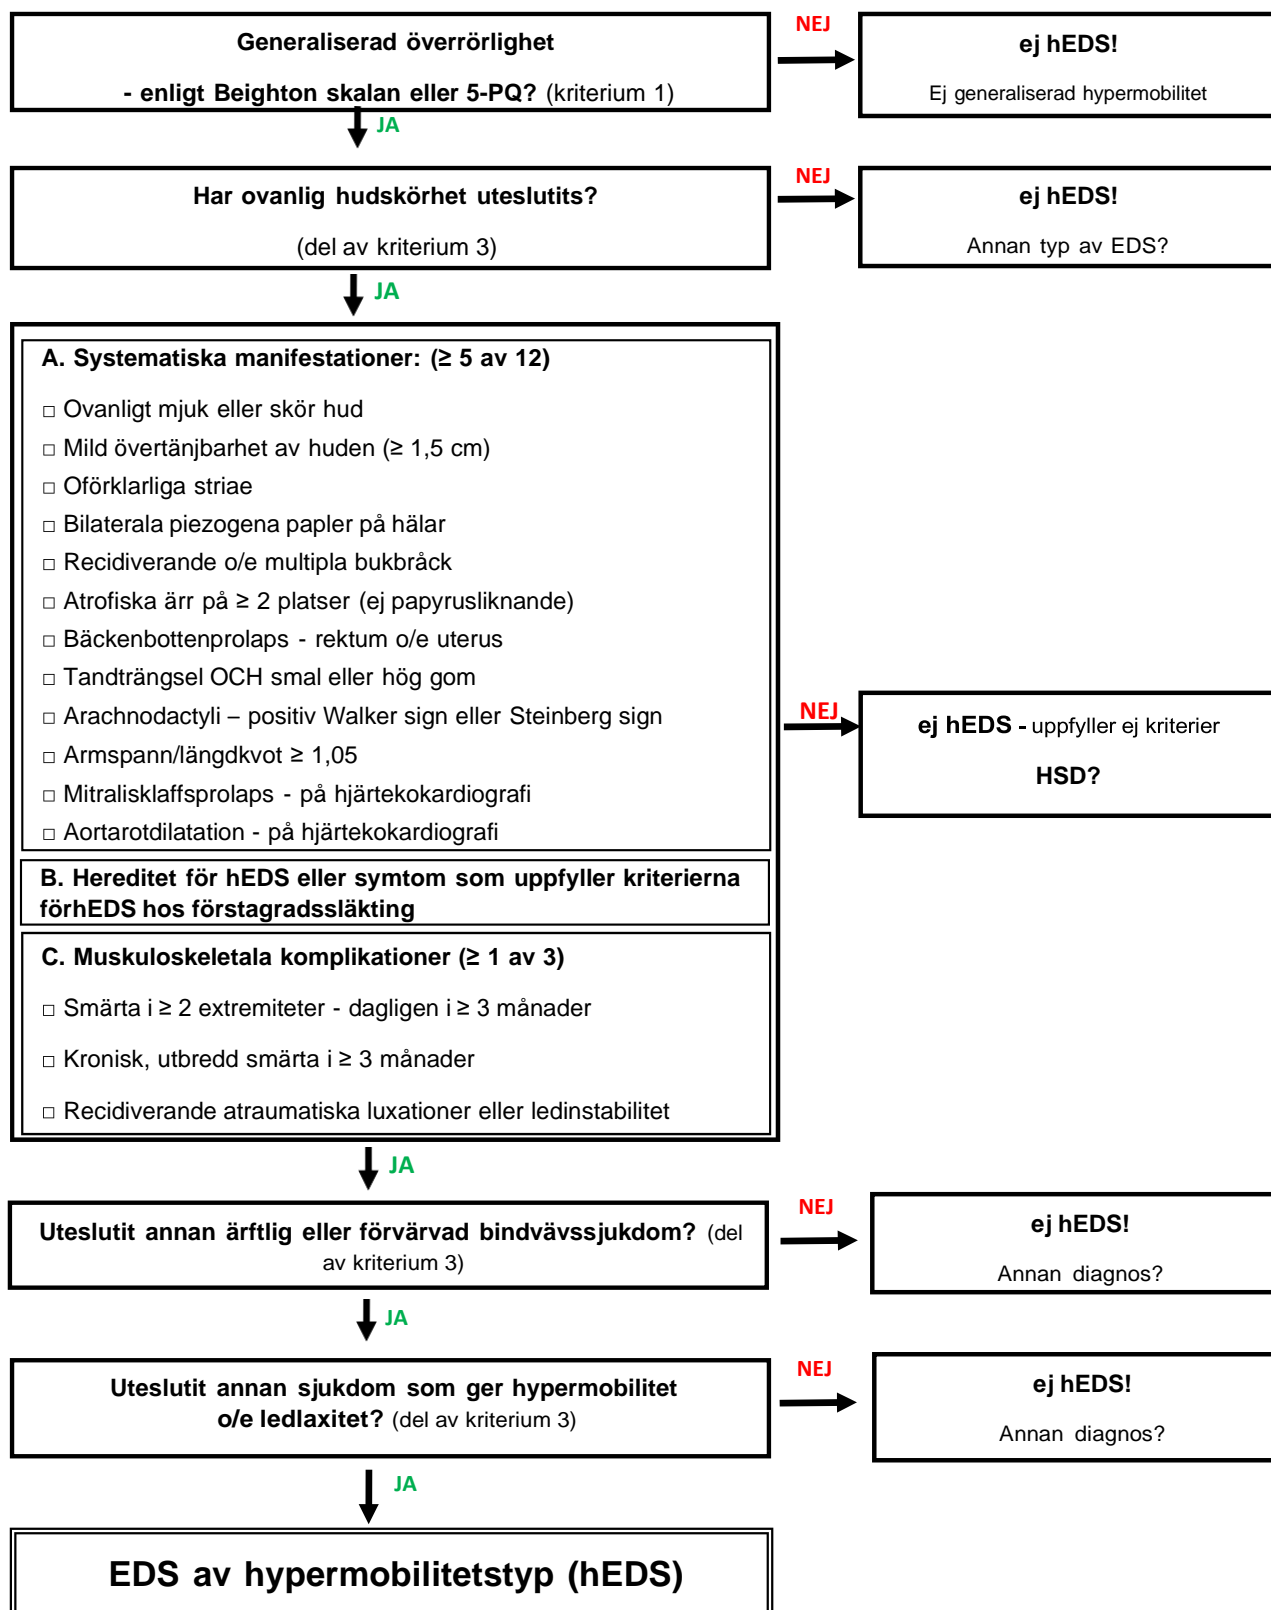 Generaliserad överrörlighet
- enligt Beighton skalan eller 5-PQ? (kriterium 1)
NEJ
ej hEDS!
Ej generaliserad hypermobilitet
JA
Har ovanlig hudskörhet uteslutits?
(del av kriterium 3)
NEJ
ej hEDS!
Annan typ av EDS?
JA
A. Systematiska manifestationer: (≥ 5 av 12)
□ Ovanligt mjuk eller skör hud
□ Mild övertänjbarhet av huden (≥ 1,5 cm)
□ Oförklarliga striae
□ Bilaterala piezogena papler på hälar
□ Recidiverande o/e multipla bukbråck
□ Atrofiska ärr på ≥ 2 platser (ej papyrusliknande)
□ Bäckenbottenprolaps - rektum o/e uterus
□ Tandträngsel OCH smal eller hög gom
□ Arachnodactyli – positiv Walker sign eller Steinberg sign
□ Armspann/längdkvot ≥ 1,05
□ Mitralisklaffsprolaps - på hjärtekokardiografi
□ Aortarotdilatation - på hjärtekokardiografi
B. Hereditet för hEDS eller symtom som uppfyller kriterierna
förhEDS hos förstagradssläkting
C. Muskuloskeletala komplikationer (≥ 1 av 3)
□ Smärta i ≥ 2 extremiteter - dagligen i ≥ 3 månader
□ Kronisk, utbredd smärta i ≥ 3 månader
□ Recidiverande atraumatiska luxationer eller ledinstabilitet
NEJ
ej hEDS - uppfyller ej kriterier
HSD?
JA
Uteslutit annan ärftlig eller förvärvad bindvävssjukdom? (del
av kriterium 3)
NEJ
ej hEDS!
Annan diagnos?
JA
Uteslutit annan sjukdom som ger hypermobilitet
o/e ledlaxitet? (del av kriterium 3)
NEJ
ej hEDS!
Annan diagnos?
JA
EDS av hypermobilitetstyp (hEDS)